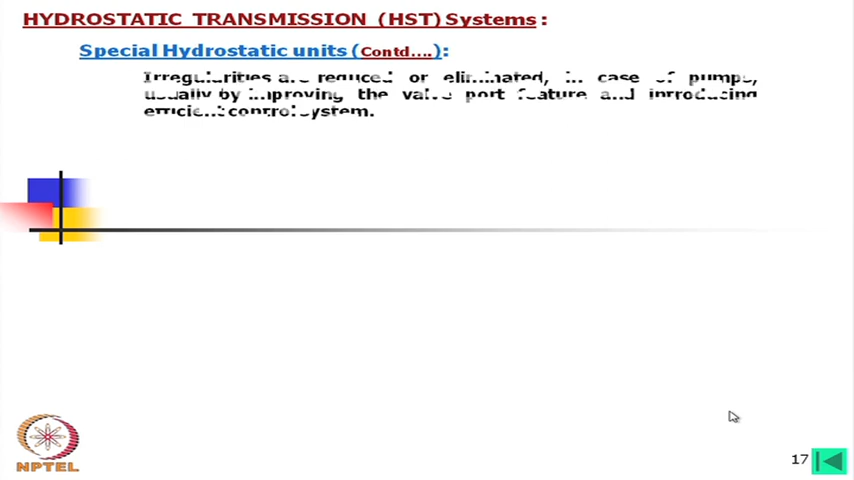 HYDROSTATIC TRANSMISSION (HST) Systems :
Special Hydrostatic units (Contd....):
Irregularities are reduced or eliminated, in case of pumps,
usually by improving the valve port feature and introducing
efficient control system.
NPTEL
17